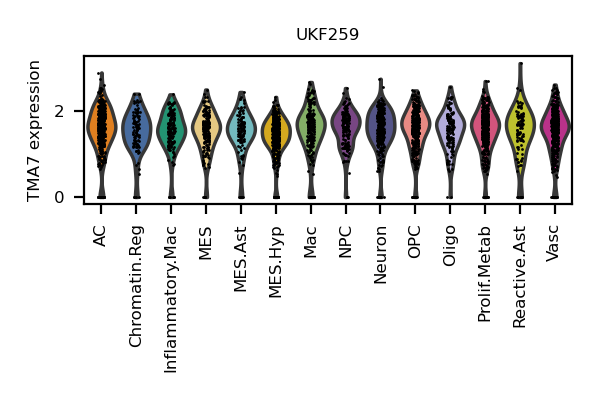 UKF259
TMA7 expression
2
0
AC
Chromatin.Reg
Inflammatory.Mac
MES
MES.Ast
MES.Hyp
Mac
NPC
Neuron
OPC
Oligo
Prolif.Metab
Reactive.Ast
Vasc